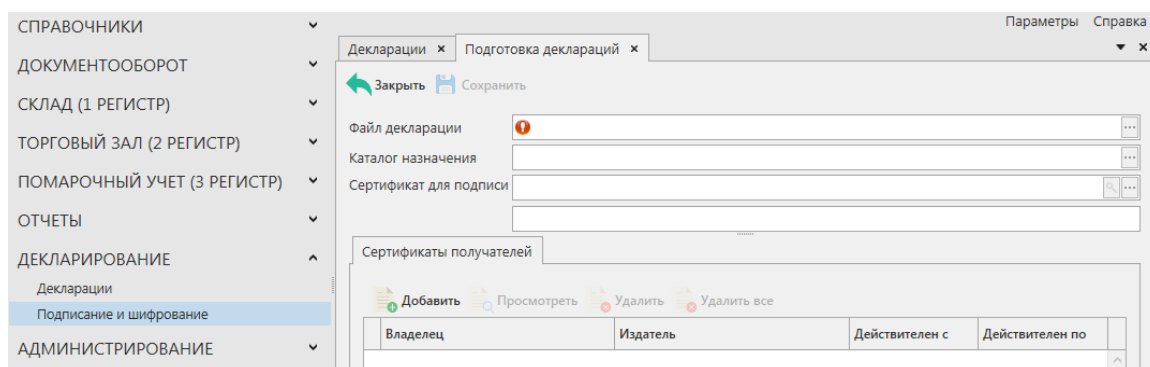 Параметры Справка
СПРАВОЧНИКИ
ДОКУМЕНТООБОРОТ
СКЛАД (1 РЕГИСТР)
ТОРГОВЫЙ ЗАЛ (2 РЕГИСТР)
ПОМАРОЧНЫЙ УЧЕТ (3 РЕГИСТР)
ОТЧЕТЫ
ДЕКЛАРИРОВАНИЕ
Декларации
Подписание и шифрование
АДМИНИСТРИРОВАНИЕ
Декларации × Подготовка деклараций ×
Закрыть Сохранить
Файл декларации
Каталог назначения
Сертификат для подписи
Сертификаты получателей
Добавить Просмотреть Удалить Удалить все
Владелец Издатель Действителен с Действителен по